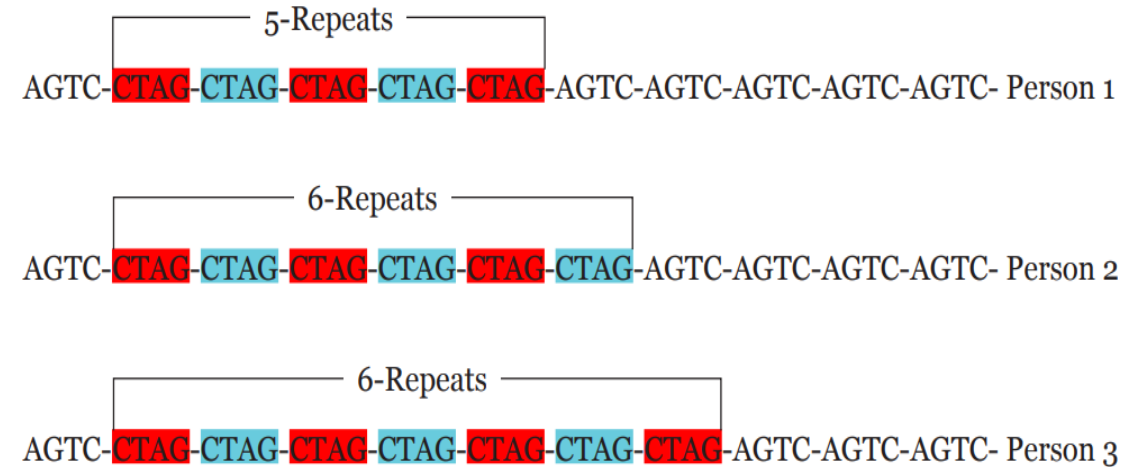 5-Repeats
AGTC-CTAG-CTAG-CTAG-CTAG-CTAG-AGTC-AGTC-AGTC-AGTC-AGTC- Person 1
6-Repeats
AGTC-CTAG-CTAG-CTAG-CTAG-CTAG-CTAG-AGTC-AGTC-AGTC-AGTC- Person 2
6-Repeats
AGTC-CTAG-CTAG-CTAG-CTAG-CTAG-CTAG-CTAG-AGTC-AGTC-AGTC- Person 3